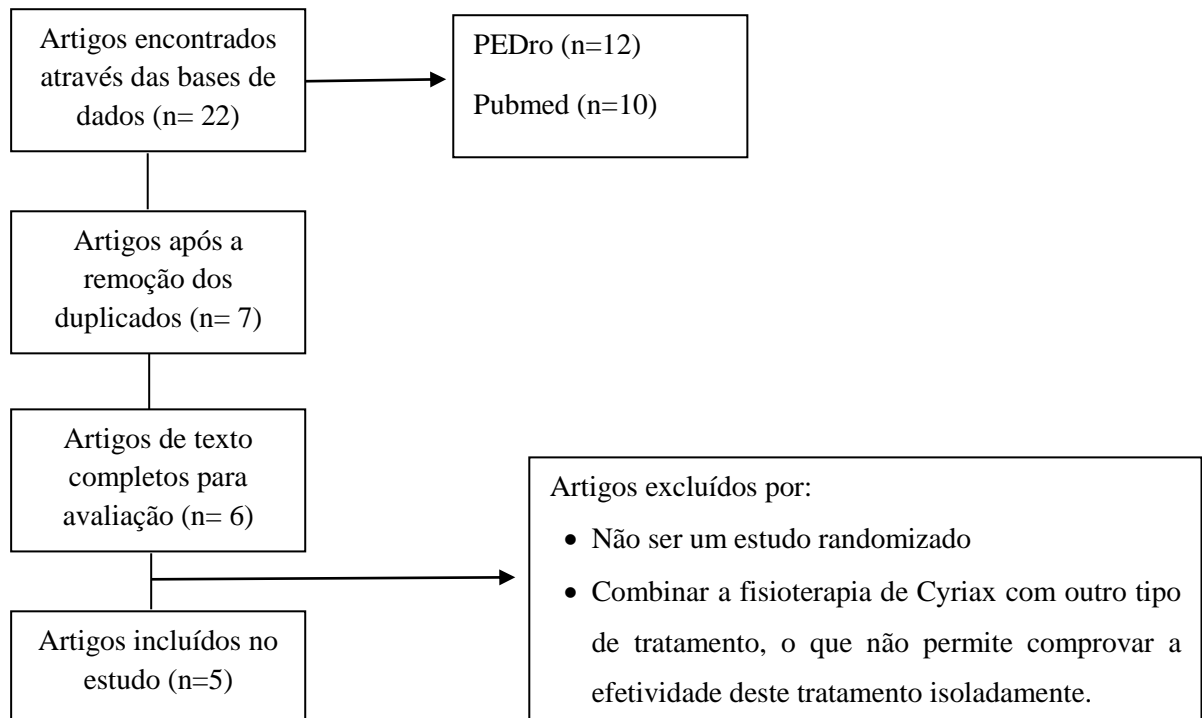 Artigos encontrados
através das bases de
dados (n= 22)
PEDro (n=12)
Pubmed (n=10)
Artigos após a
remoção dos
duplicados (n= 7)
Artigos de texto
completos para
avaliação (n= 6)
Artigos excluídos por:
• Não ser um estudo randomizado
• Combinar a fisioterapia de Cyriax com outro tipo
de tratamento, o que não permite comprovar a
efetividade deste tratamento isoladamente.
Artigos incluídos no
estudo (n=5)